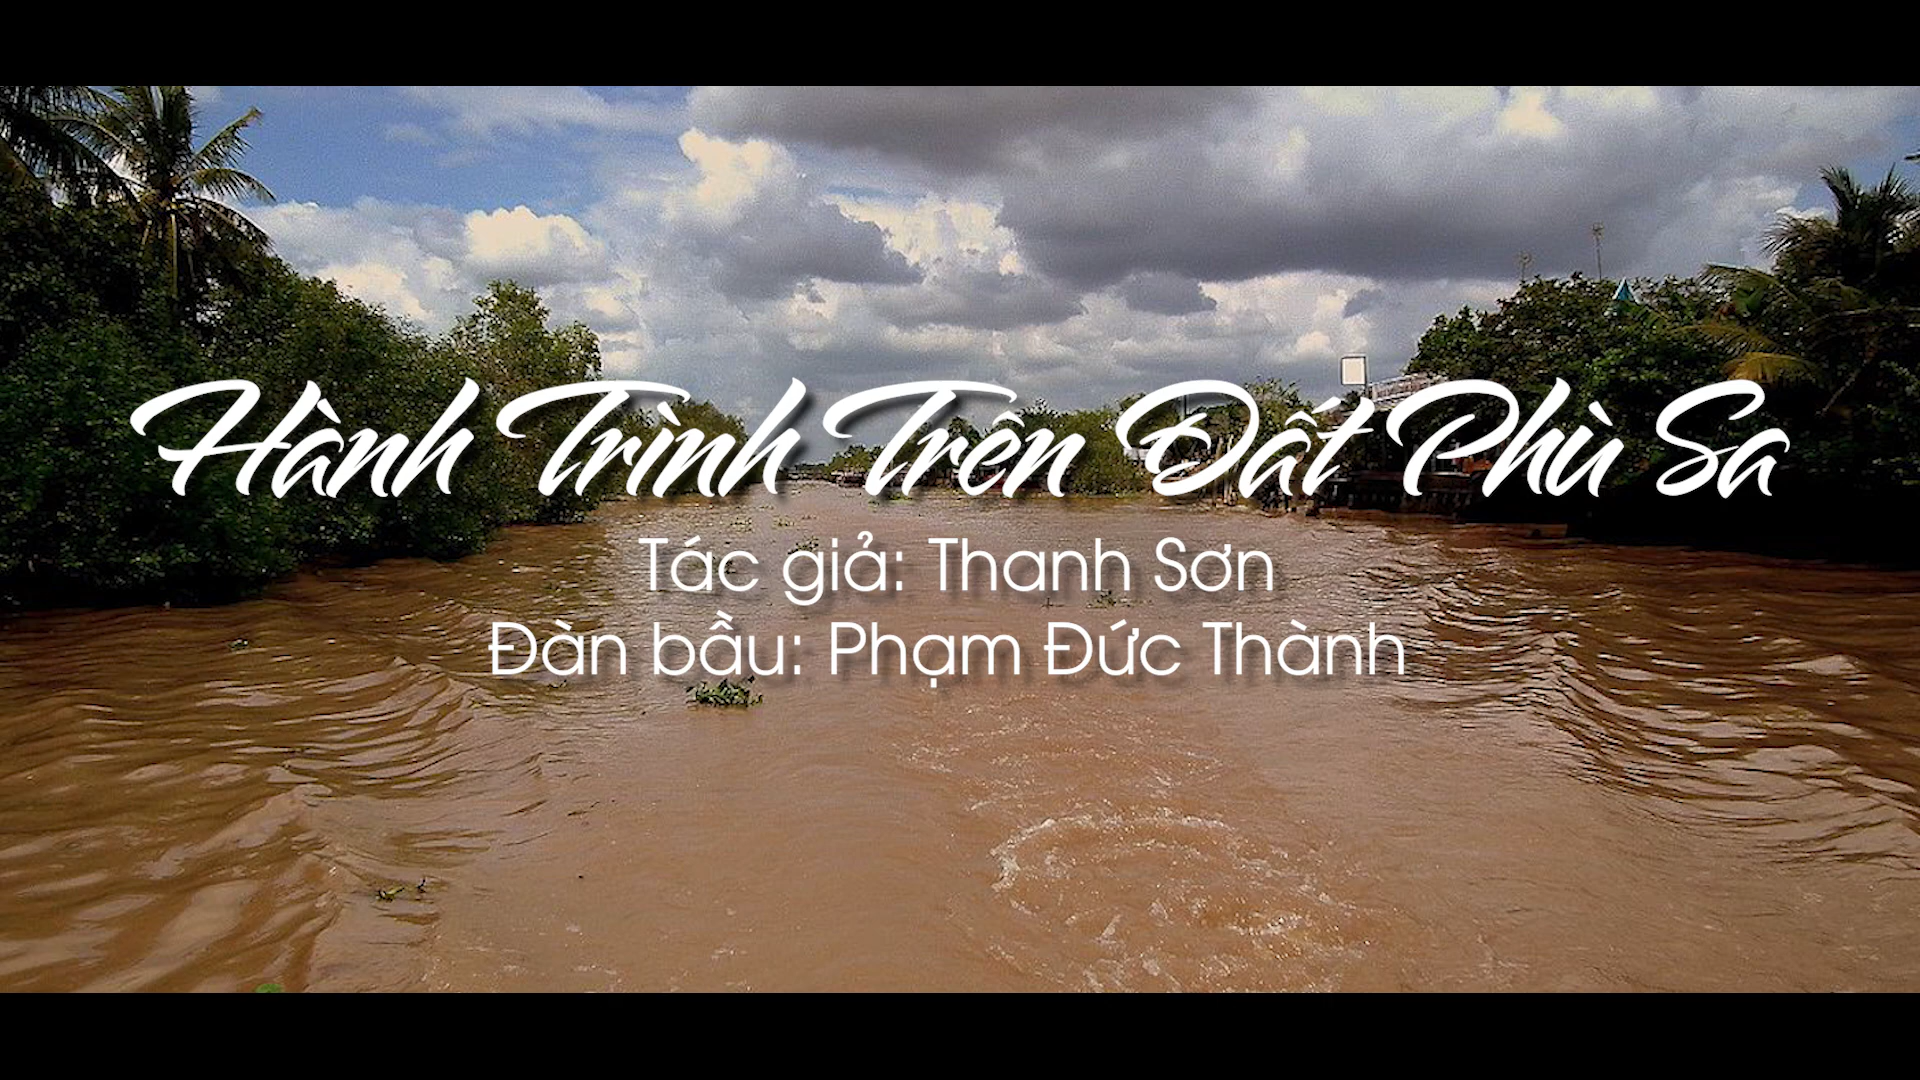 Hành Trình Trên Đất Phù Sa
Tác giả: Thanh Sơn
Đàn bầu: Phạm Đức Thành